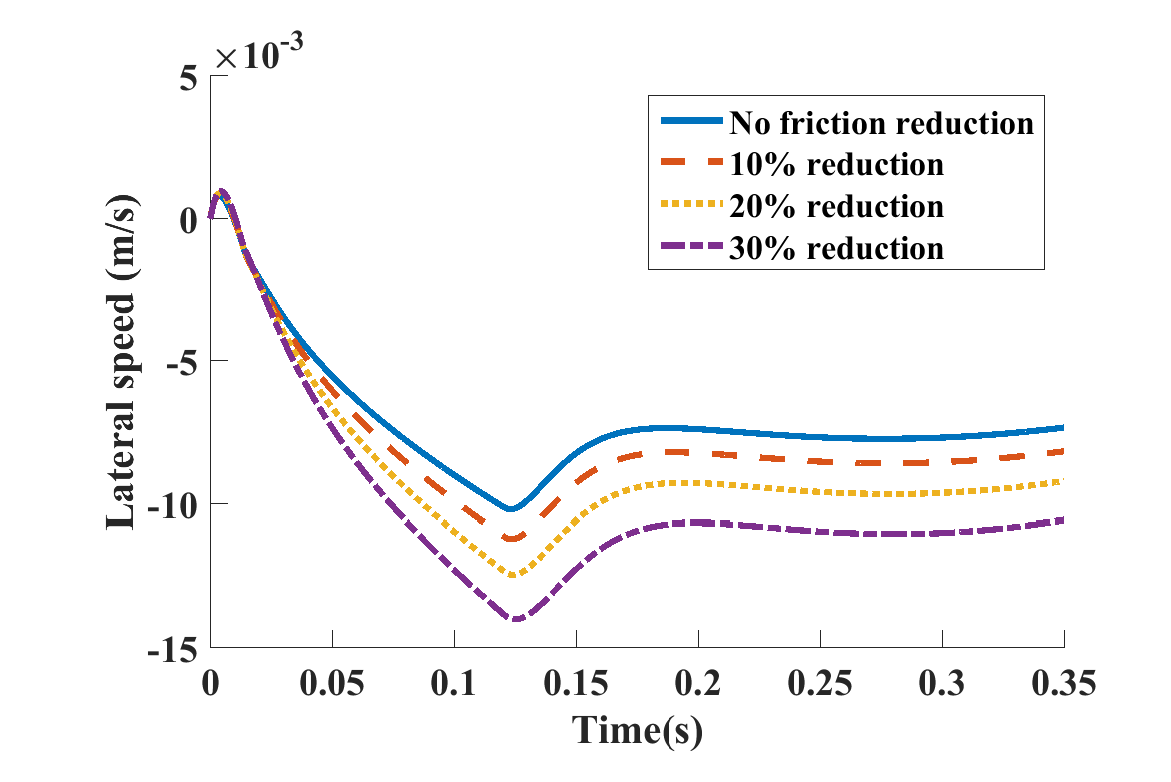 ×10-3
5
0
-5
-10
-15
Lateral speed (m/s)
No friction reduction
10% reduction
20% reduction
30% reduction
0 0.05 0.1 0.15 0.2 0.25 0.3 0.35
Time(s)